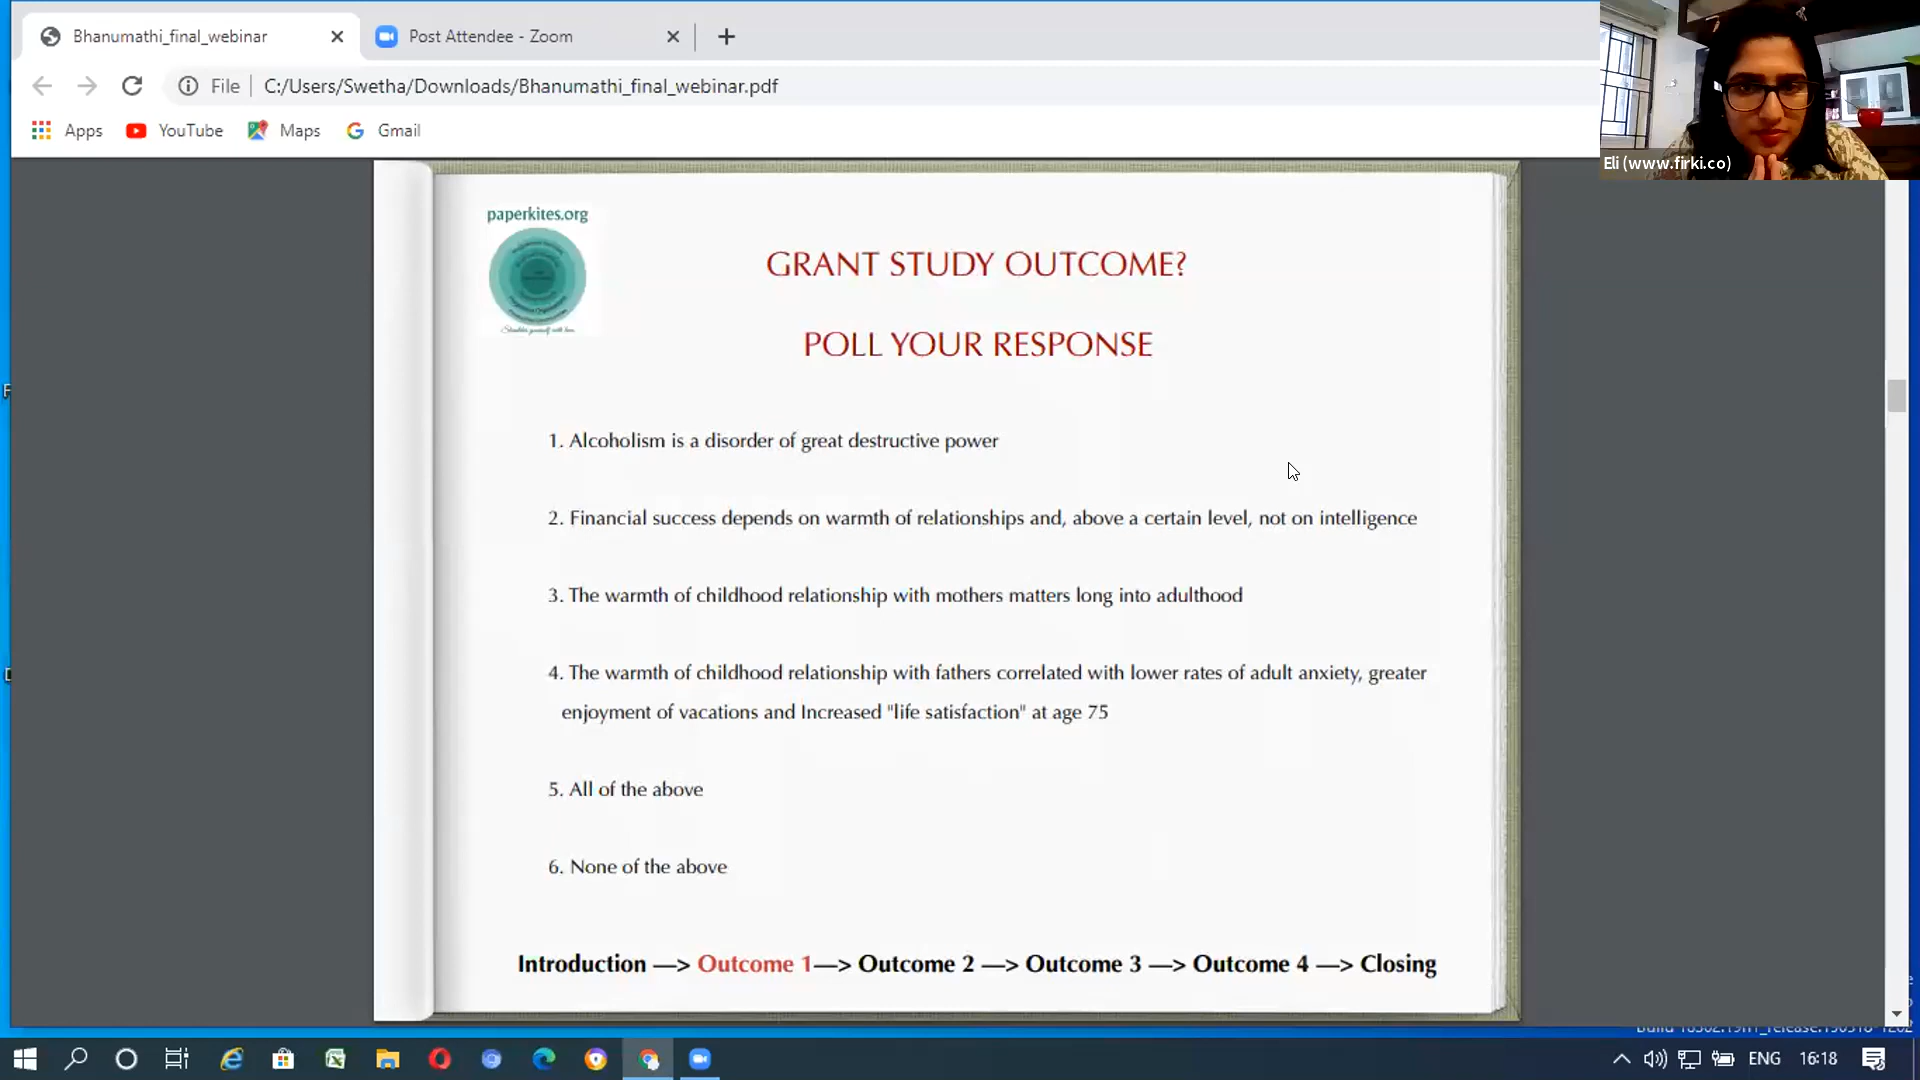 Bhanumathi_final_webinar
Post Attendee - Zoom
File
C:/Users/Swetha/Downloads/Bhanumathi_final_webinar.pdf
Apps
YouTube
Maps
Gmail
Eli (www.firki.co)
paperkites.org
GRANT STUDY OUTCOME?
POLL YOUR RESPONSE
1. Alcoholism is a disorder of great destructive power
2. Financial success depends on warmth of relationships and, above a certain level, not on intelligence
3. The warmth of childhood relationship with mothers matters long into adulthood
4. The warmth of childhood relationship with fathers correlated with lower rates of adult anxiety, greater
enjoyment of vacations and Increased "life satisfaction" at age 75
5. All of the above
6. None of the above
Introduction —> Outcome 1—> Outcome 2 —> Outcome 3 —> Outcome 4 —> Closing
ENG
16:18